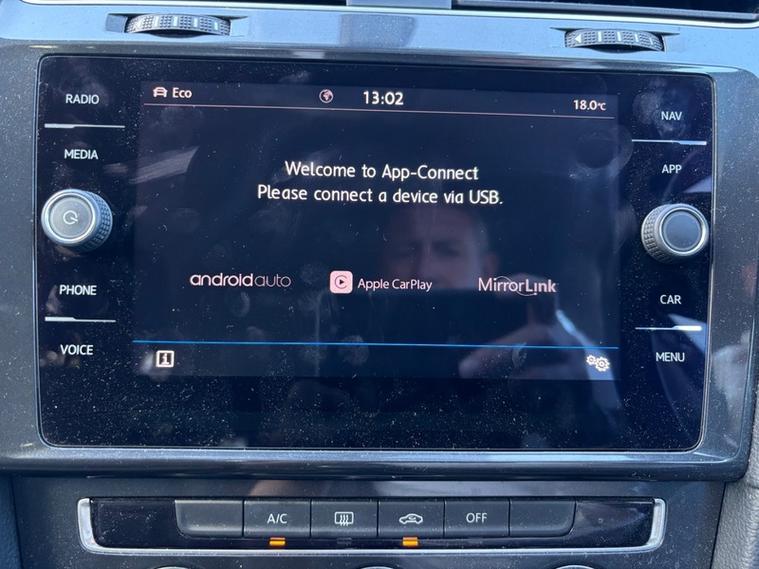 RADIO
MEDIA
PHONE
VOICE
Eco
13:02
18.0°C
Welcome to App-Connect
Please connect a device via USB.
androidauto
Apple CarPlay
MirrorLink
NAV
APP
CAR
MENU
A/C
OFF